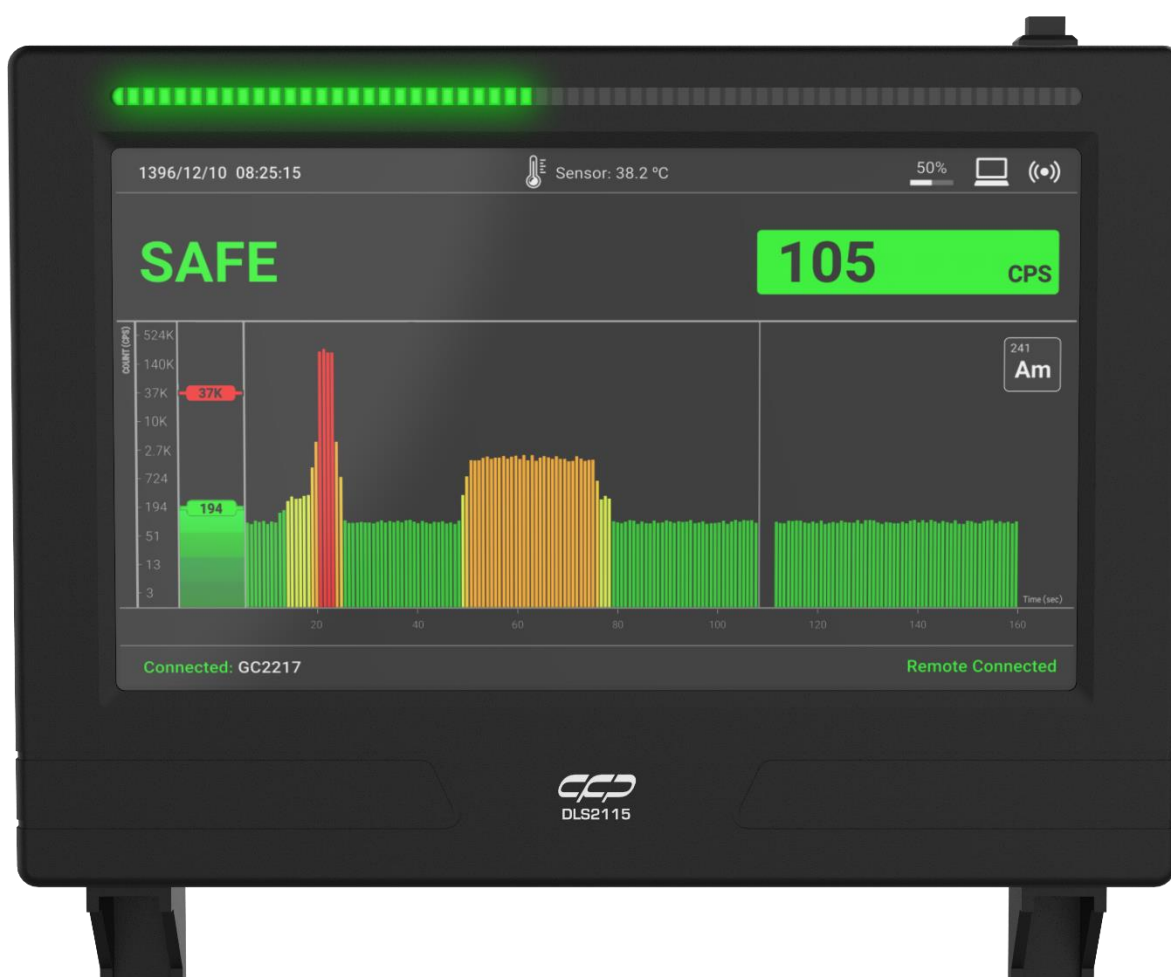 1396/12/10 08:25:15
Sensor: 38.2 °C
50%
SAFE
105 CPS
COUNT (CPS)
524K
140K
37K
10K
2.7K
724
194
51
13
3
37K
194
241
Am
Time (sec)
20 40 60 80 100 120 140 160
Connected: GC2217
Remote Connected
DLS2115